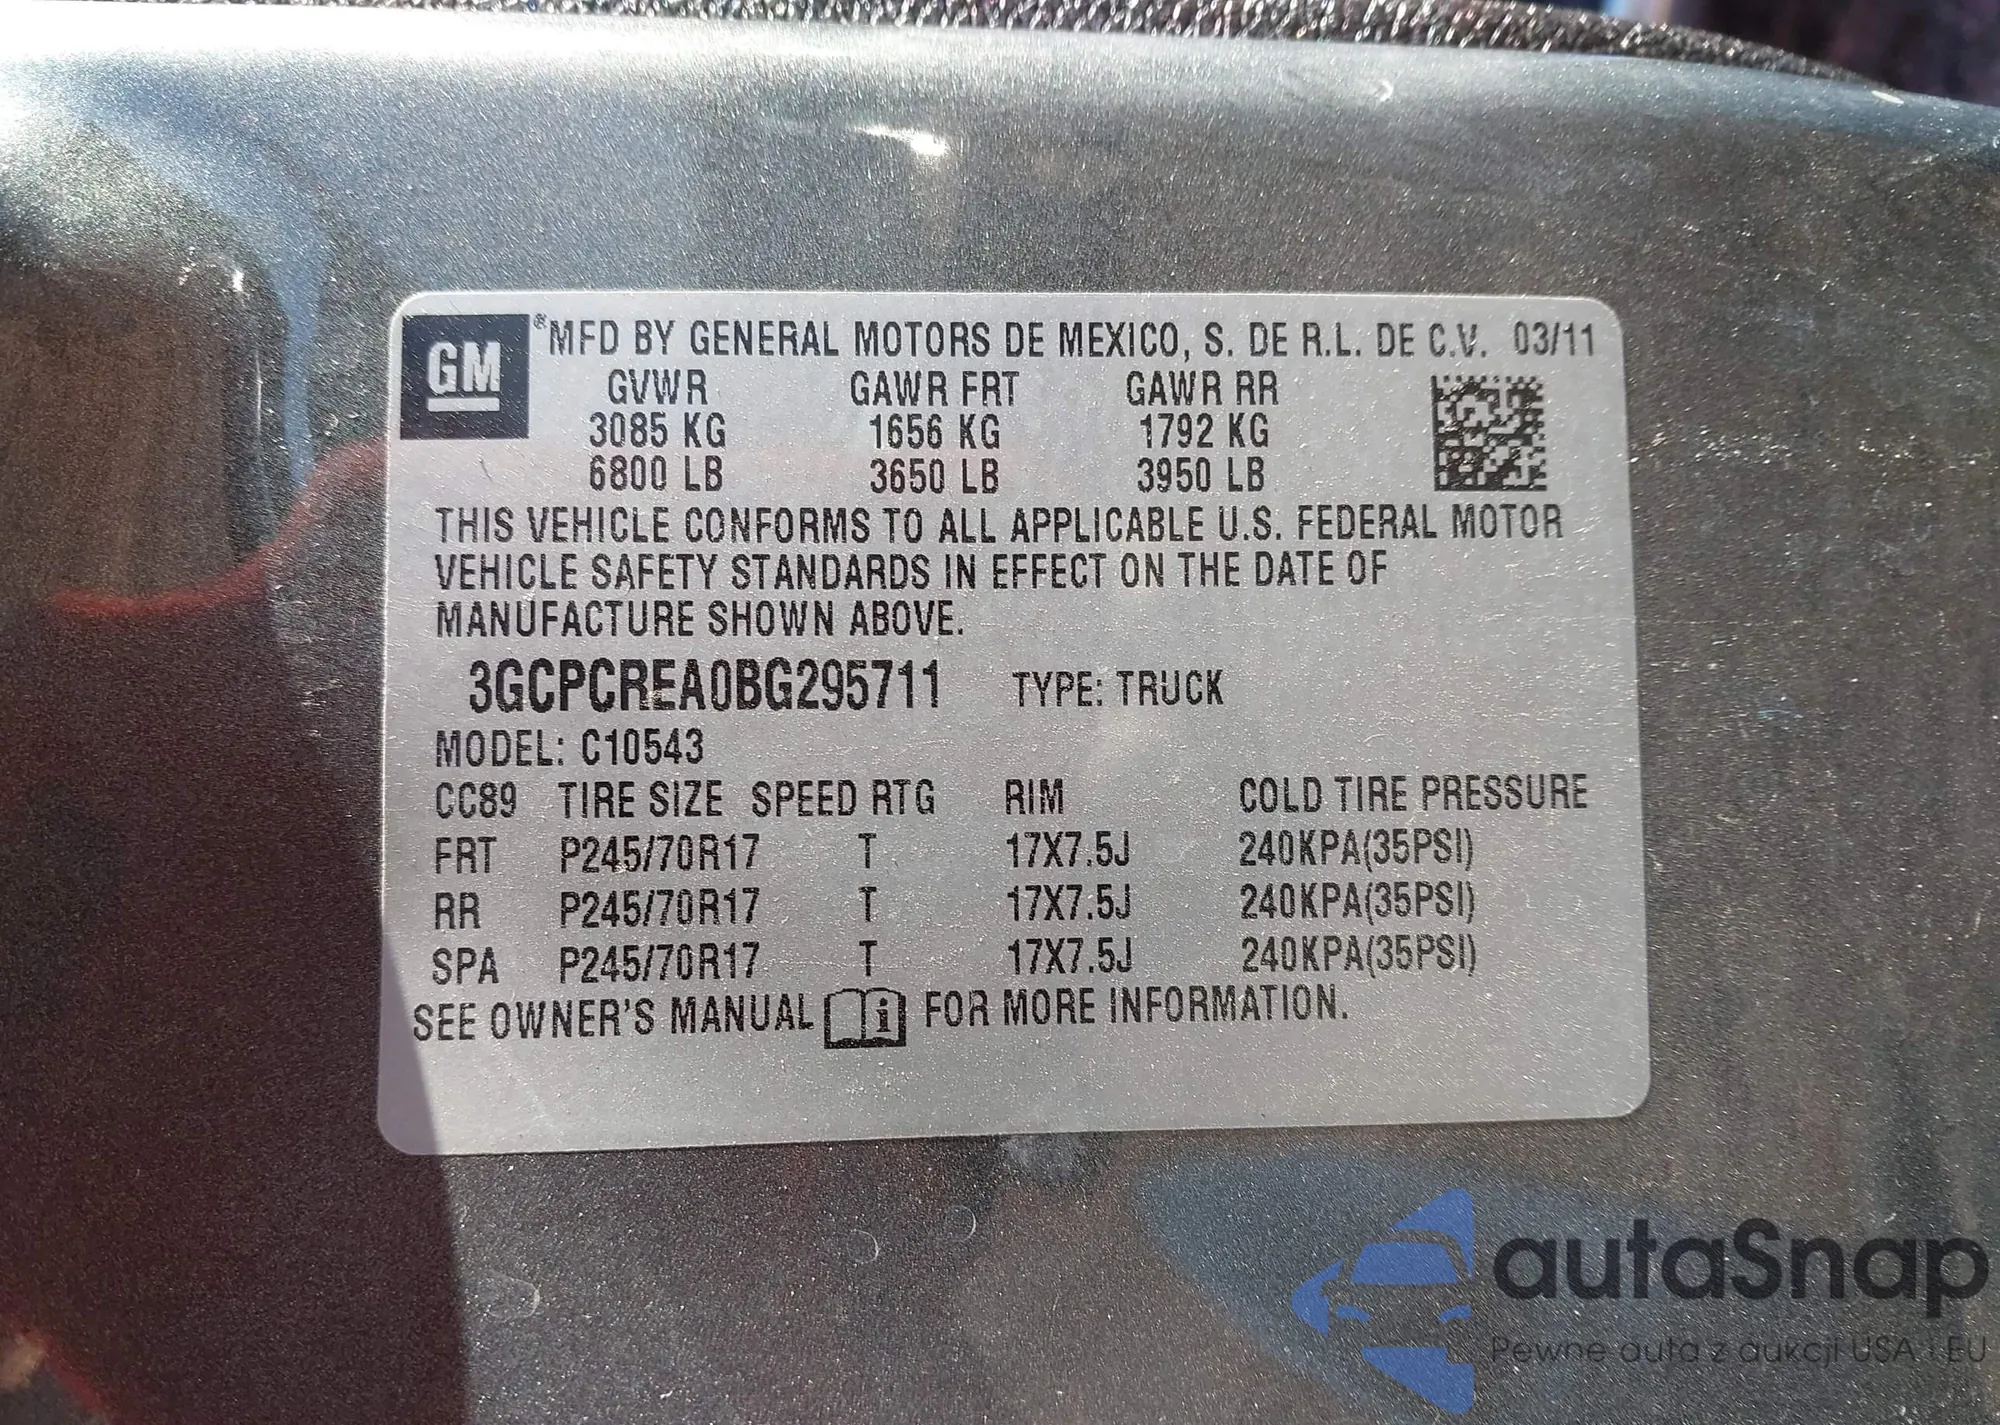 GM
®MFD BY GENERAL MOTORS DE MEXICO, S. DE R.L. DE C.V. 03/11
GVWR GAWR FRT GAWR RR
3085 KG 1656 KG 1792 KG
6800 LB 3650 LB 3950 LB
THIS VEHICLE CONFORMS TO ALL APPLICABLE U.S. FEDERAL MOTOR
VEHICLE SAFETY STANDARDS IN EFFECT ON THE DATE OF
MANUFACTURE SHOWN ABOVE.
3GCPCREA0BG295711 TYPE: TRUCK
MODEL: C10543
CC89 TIRE SIZE SPEED RTG RIM COLD TIRE PRESSURE
FRT P245/70R17 T 17X7.5J 240KPA(35PSI)
RR P245/70R17 T 17X7.5J 240KPA(35PSI)
SPA P245/70R17 T 17X7.5J 240KPA(35PSI)
SEE OWNER'S MANUAL i FOR MORE INFORMATION.
autaSnap
Pewne auta z aukcji USA i EU